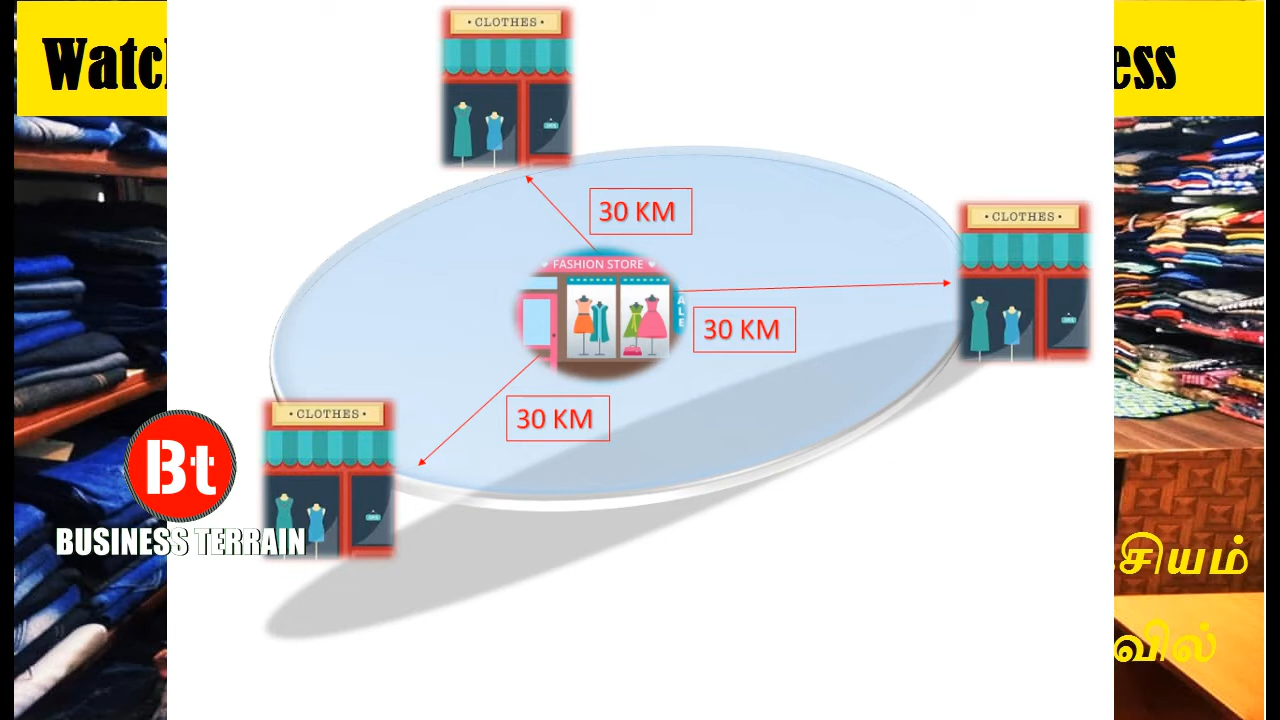 Watc
ess
CLOTHES
30 KM
CLOTHES
FASHION STORE
30 KM
30 KM
CLOTHES
Bt
BUSINESS TERRAIN
சியம்
வில்